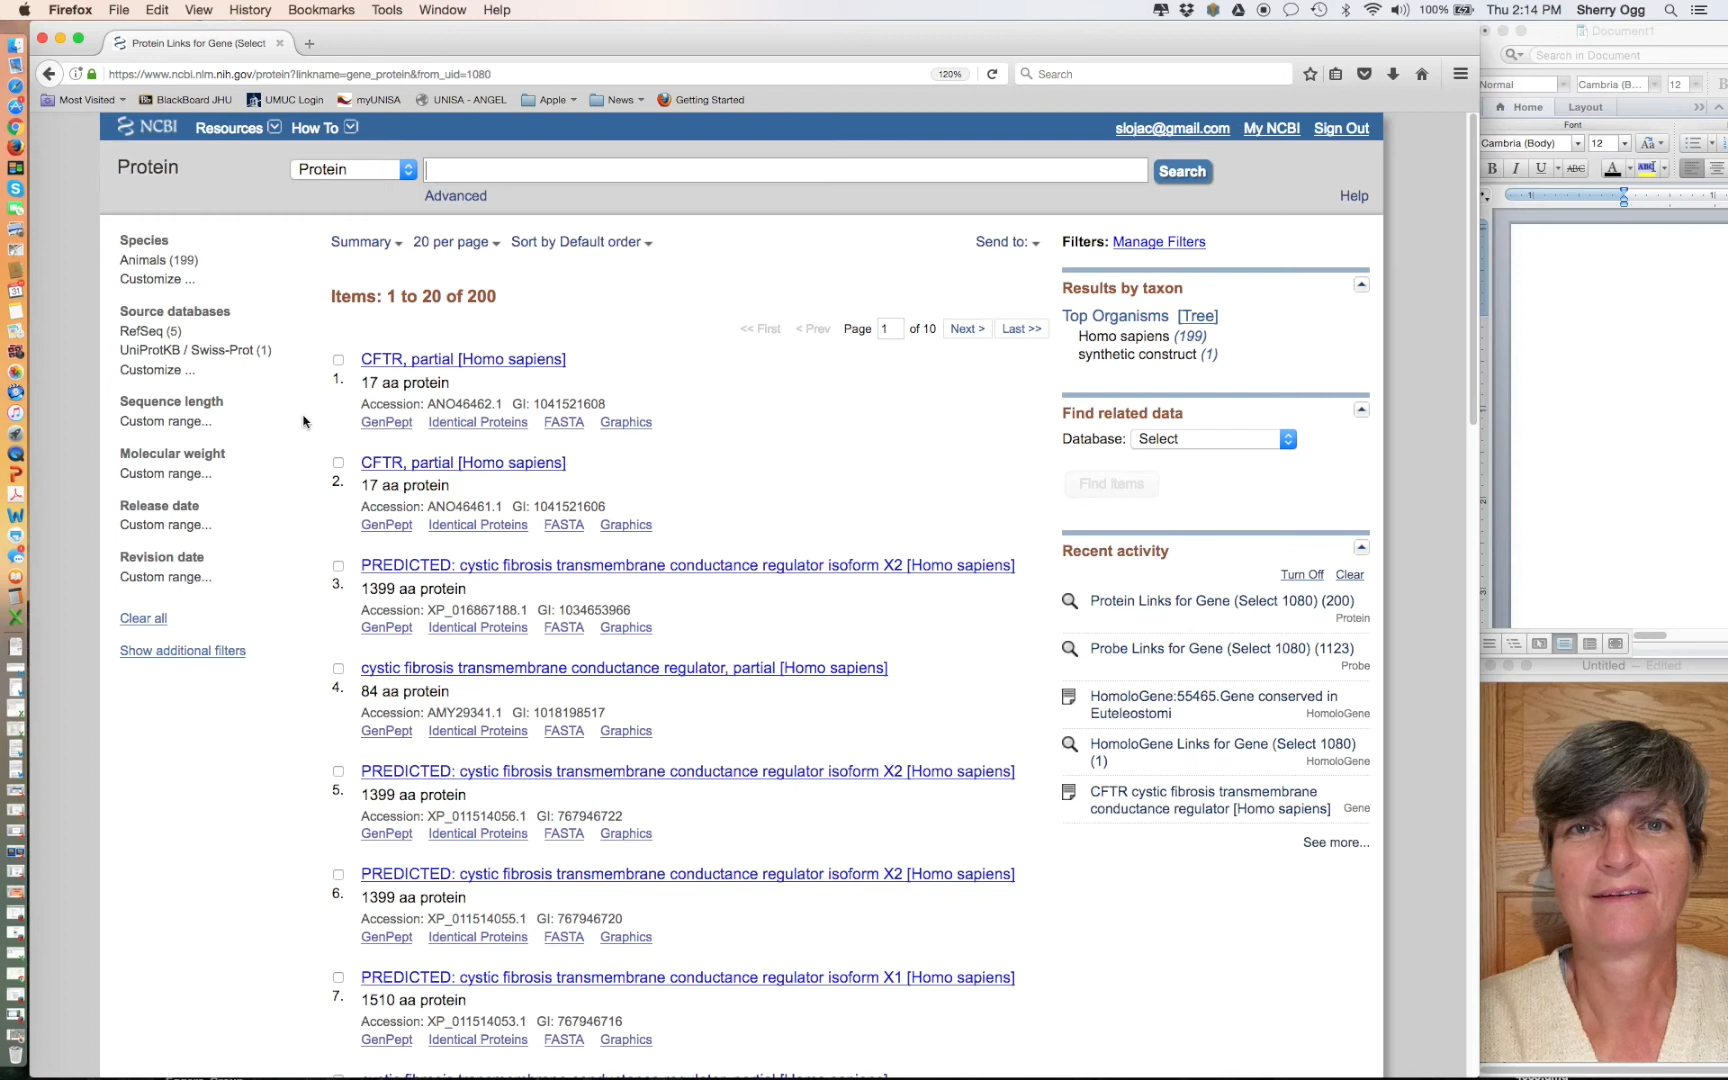 Firefox File Edit View History Bookmarks Tools Window Help 100% Thu 2:14 PM Sherry Ogg
Protein Links for Gene (Select
Document1
https://www.ncbi.nlm.nih.gov/protein?linkname=gene_protein&from_uid=1080 120% Search
Search in Document
Most Visited BlackBoard JHU UMUC Login myUNISA UNISA - ANGEL Apple News Getting Started
Normal Cambria (B... 12
Home Layout
Font
Cambria (Body) 12
NCBI Resources How To slojac@gmail.com My NCBI Sign Out
Protein Protein Search
Advanced Help
Species
Animals (199)
Customize ...
Source databases
RefSeq (5)
UniProtKB / Swiss-Prot (1)
Customize ...
Sequence length
Custom range...
Molecular weight
Custom range...
Release date
Custom range...
Revision date
Custom range...
Clear all
Show additional filters
Summary 20 per page Sort by Default order Send to:
Items: 1 to 20 of 200
<< First < Prev Page 1 of 10 Next > Last >>
CFTR, partial [Homo sapiens]
1. 17 aa protein
Accession: ANO46462.1 GI: 1041521608
GenPept Identical Proteins FASTA Graphics
CFTR, partial [Homo sapiens]
2. 17 aa protein
Accession: ANO46461.1 GI: 1041521606
GenPept Identical Proteins FASTA Graphics
PREDICTED: cystic fibrosis transmembrane conductance regulator isoform X2 [Homo sapiens]
3. 1399 aa protein
Accession: XP_016867188.1 GI: 1034653966
GenPept Identical Proteins FASTA Graphics
cystic fibrosis transmembrane conductance regulator, partial [Homo sapiens]
4. 84 aa protein
Accession: AMY29341.1 GI: 1018198517
GenPept Identical Proteins FASTA Graphics
PREDICTED: cystic fibrosis transmembrane conductance regulator isoform X2 [Homo sapiens]
5. 1399 aa protein
Accession: XP_011514056.1 GI: 767946722
GenPept Identical Proteins FASTA Graphics
PREDICTED: cystic fibrosis transmembrane conductance regulator isoform X2 [Homo sapiens]
6. 1399 aa protein
Accession: XP_011514055.1 GI: 767946720
GenPept Identical Proteins FASTA Graphics
PREDICTED: cystic fibrosis transmembrane conductance regulator isoform X1 [Homo sapiens]
7. 1510 aa protein
Accession: XP_011514053.1 GI: 767946716
GenPept Identical Proteins FASTA Graphics
Filters: Manage Filters
Results by taxon
Top Organisms [Tree]
Homo sapiens (199)
synthetic construct (1)
Find related data
Database: Select
Find items
Recent activity
Turn Off Clear
Protein Links for Gene (Select 1080) (200)
Protein
Probe Links for Gene (Select 1080) (1123)
Probe
HomoloGene:55465.Gene conserved in
Euteleostomi HomoloGene
HomoloGene Links for Gene (Select 1080)
(1) HomoloGene
CFTR cystic fibrosis transmembrane
conductance regulator [Homo sapiens] Gene
See more...
Untitled — Edited